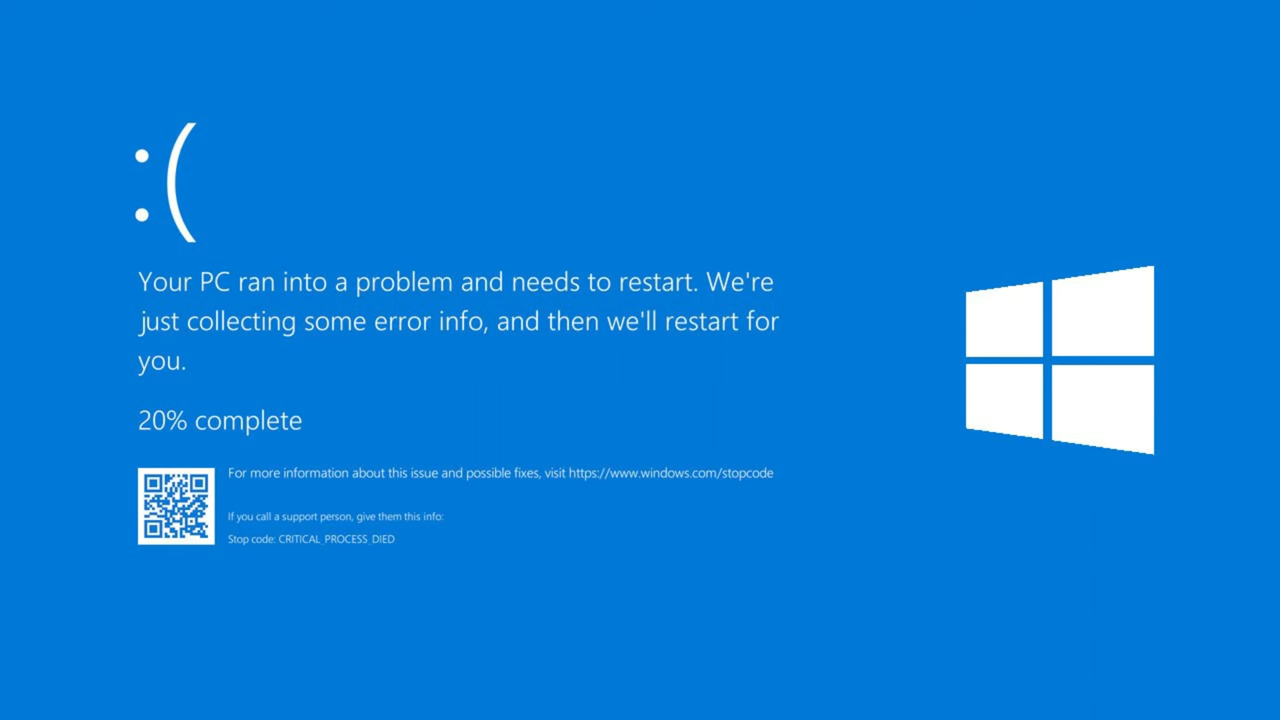 :(
Your PC ran into a problem and needs to restart. We're
just collecting some error info, and then we'll restart for
you.
20% complete
For more information about this issue and possible fixes, visit https://www.windows.com/stopcode
If you call a support person, give them this info:
Stop code: CRITICAL_PROCESS_DIED